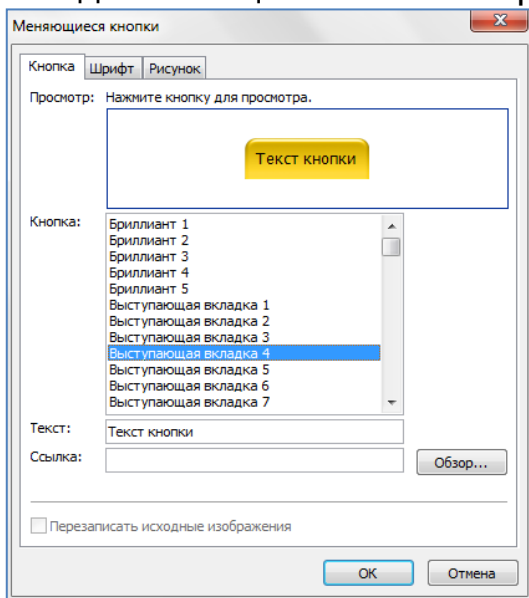 Меняющиеся кнопки
Кнопка Шрифт Рисунок
Просмотр: Нажмите кнопку для просмотра.
Текст кнопки
Кнопка:
Бриллиант 1
Бриллиант 2
Бриллиант 3
Бриллиант 4
Бриллиант 5
Выступающая вкладка 1
Выступающая вкладка 2
Выступающая вкладка 3
Выступающая вкладка 4
Выступающая вкладка 5
Выступающая вкладка 6
Выступающая вкладка 7
Текст: Текст кнопки
Ссылка: Обзор...
Перезаписать исходные изображения
ОК Отмена